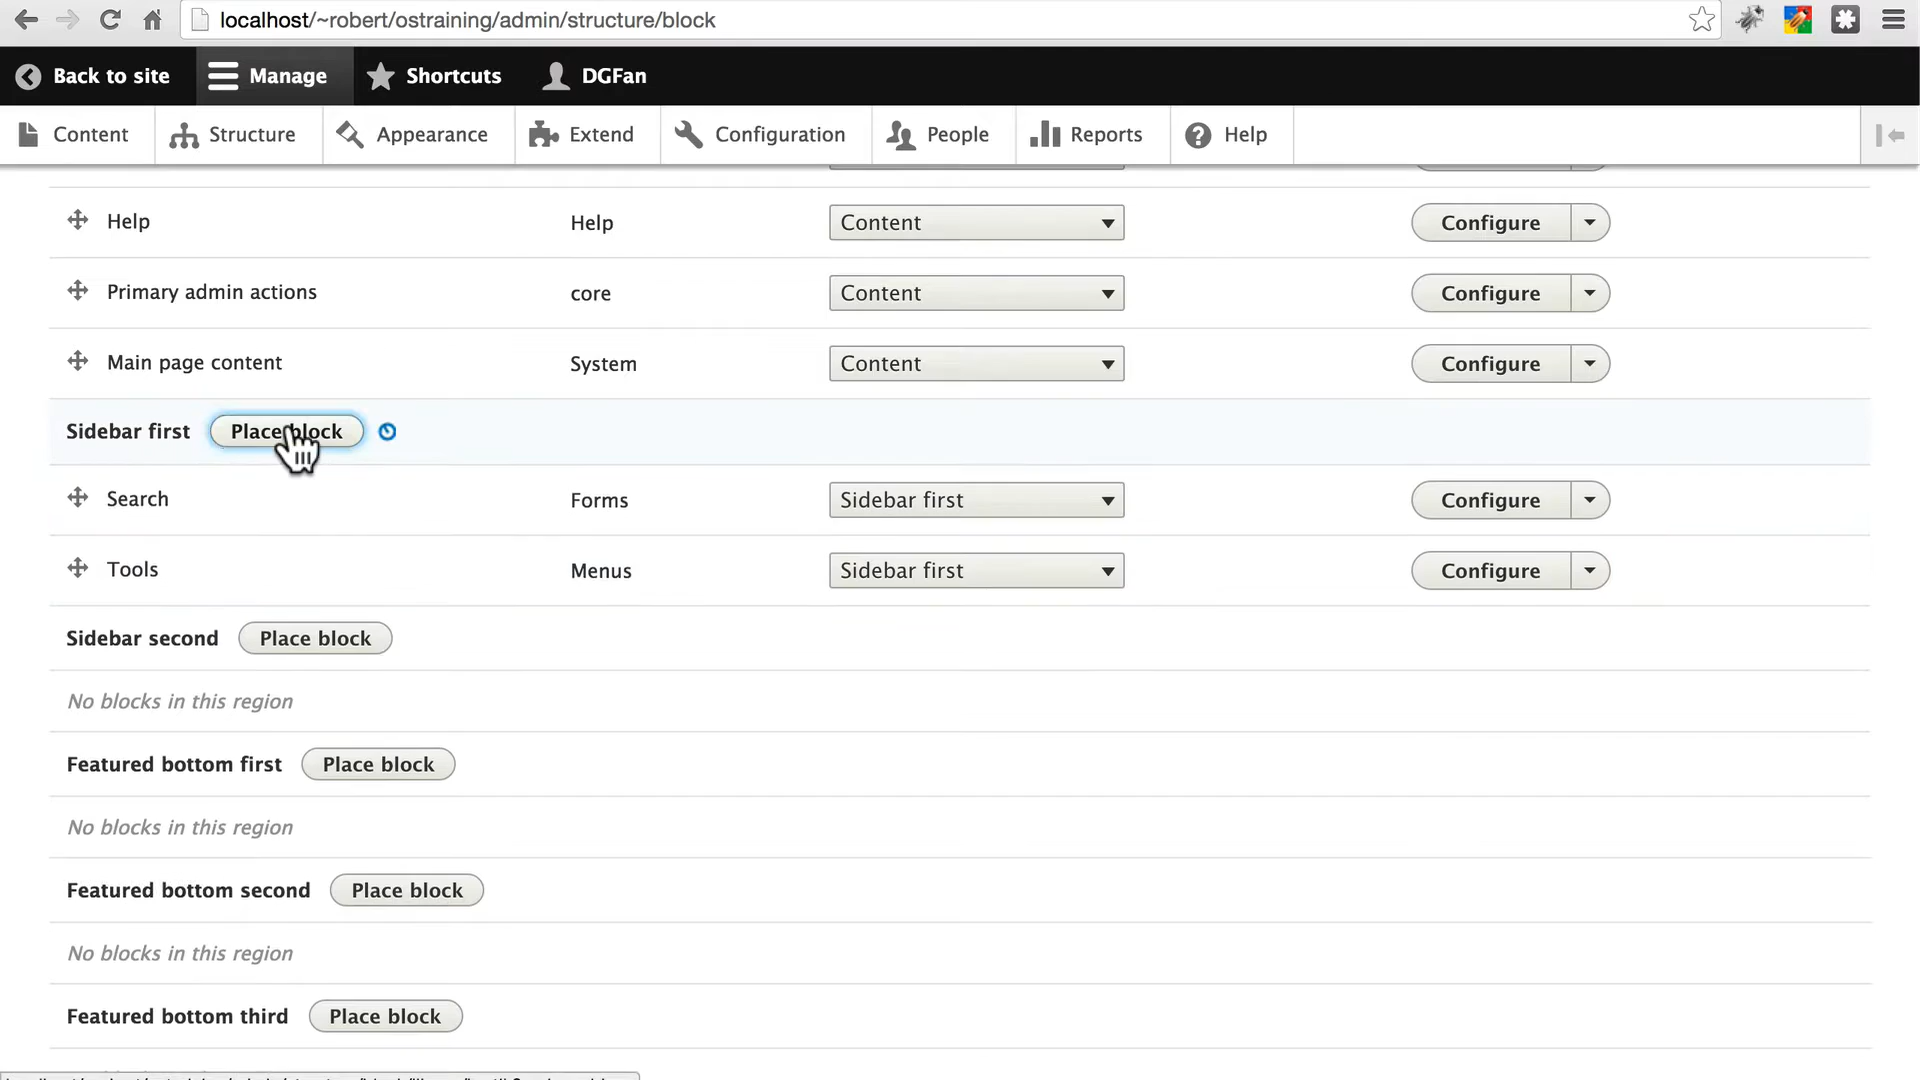 localhost/~robert/ostraining/admin/structure/block
Back to site Manage Shortcuts DGFan
Content Structure Appearance Extend Configuration People Reports Help
Help Help Content Configure
Primary admin actions core Content Configure
Main page content System Content Configure
Sidebar first Place block
Search Forms Sidebar first Configure
Tools Menus Sidebar first Configure
Sidebar second Place block
No blocks in this region
Featured bottom first Place block
No blocks in this region
Featured bottom second Place block
No blocks in this region
Featured bottom third Place block